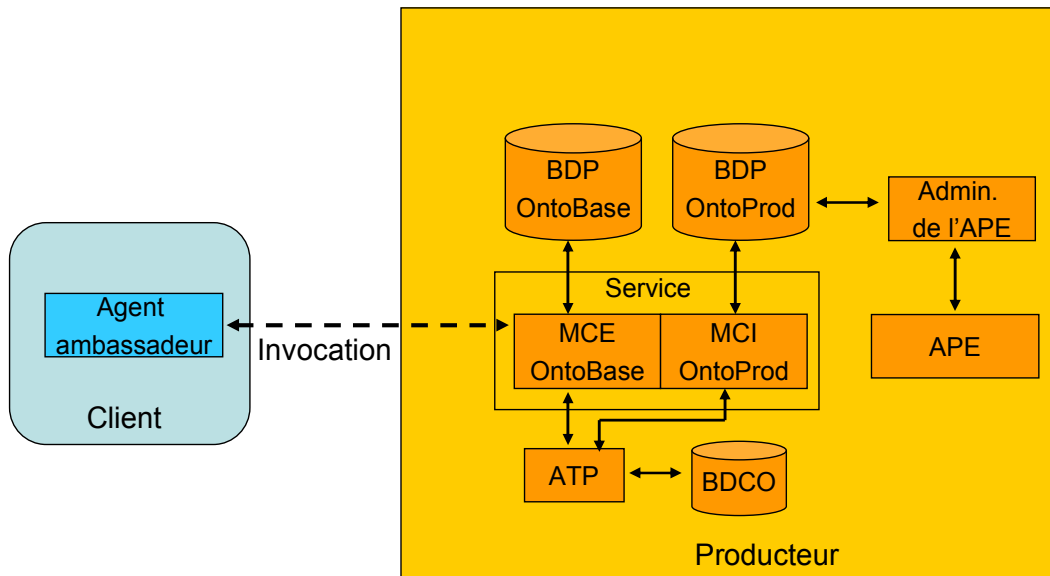 BDP
OntoBase
BDP
OntoProd
Admin.
de l'APE
Service
Agent
ambassadeur
Invocation
MCE
OntoBase
MCI
OntoProd
APE
Client
ATP
BDCO
Producteur